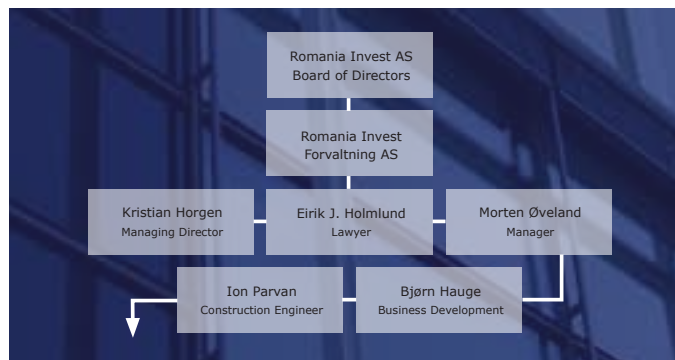 Romania Invest AS
Board of Directors
Romania Invest
Forvaltning AS
Kristian Horgen
Managing Director
Eirik J. Holmlund
Lawyer
Morten Øveland
Manager
Ion Parvan
Construction Engineer
Bjørn Hauge
Business Development